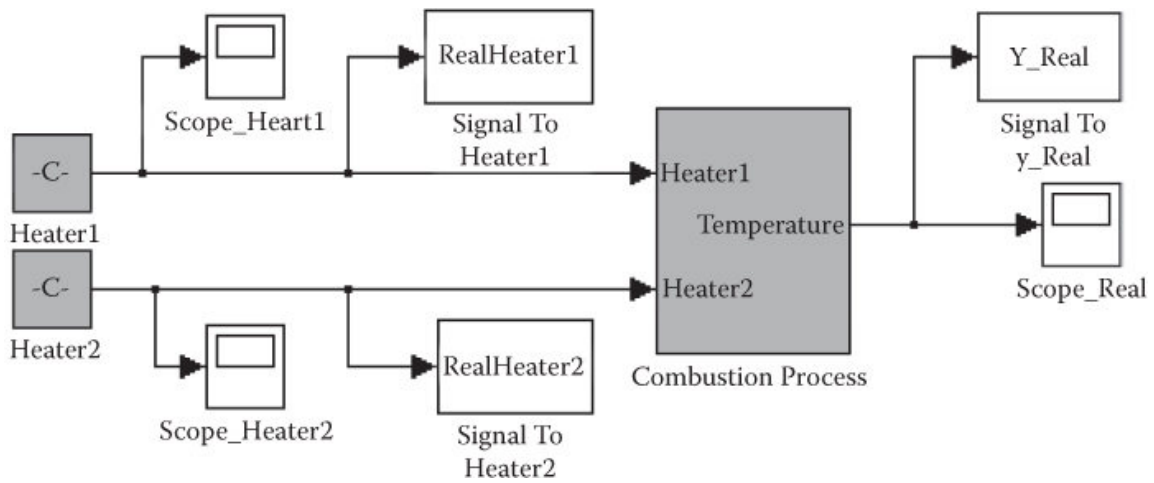 RealHeater1
Y_Real
Scope_Heart1
Signal To
Heater1
Signal To
y_Real
-C-
Heater1
Heater1
Temperature
-C-
Heater2
Heater2
Scope_Real
RealHeater2
Combustion Process
Scope_Heater2
Signal To
Heater2